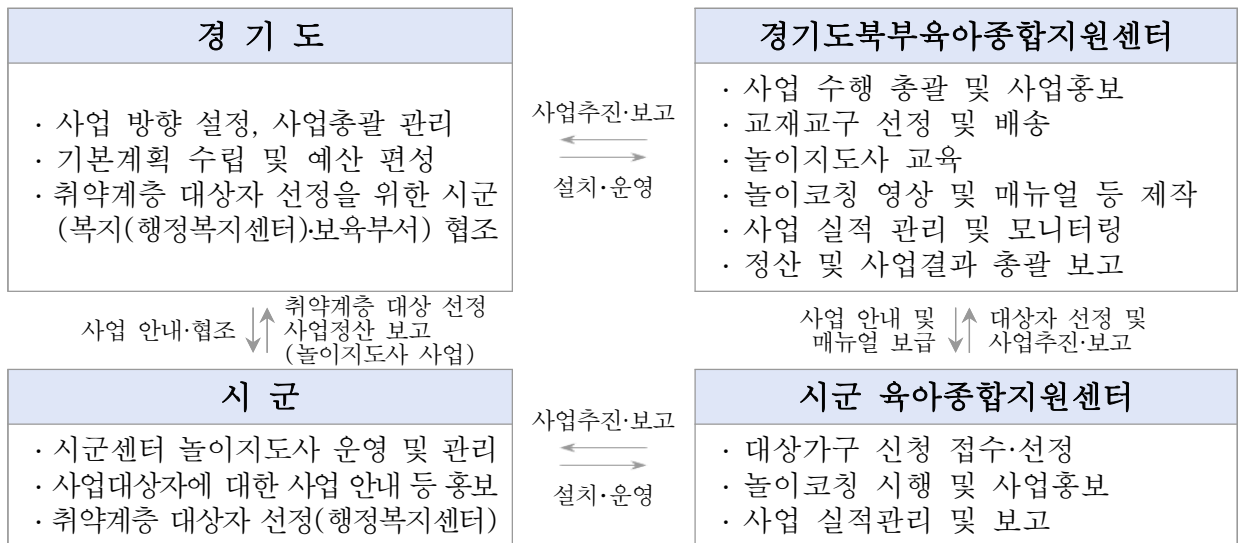 경 기 도
· 사업 방향 설정, 사업총괄 관리
· 기본계획 수립 및 예산 편성
· 취약계층 대상자 선정을 위한 시군
(복지(행정복지센터)·보육부서) 협조
사업추진·보고
설치·운영
경기도북부육아종합지원센터
· 사업 수행 총괄 및 사업홍보
· 교재교구 선정 및 배송
· 놀이지도사 교육
· 놀이코칭 영상 및 매뉴얼 등 제작
· 사업 실적 관리 및 모니터링
· 정산 및 사업결과 총괄 보고
사업 안내·협조
취약계층 대상 선정
사업정산 보고
(놀이지도사 사업)
사업 안내 및
매뉴얼 보급
대상자 선정 및
사업추진·보고
시 군
· 시군센터 놀이지도사 운영 및 관리
· 사업대상자에 대한 사업 안내 등 홍보
· 취약계층 대상자 선정(행정복지센터)
사업추진·보고
설치·운영
시군 육아종합지원센터
· 대상가구 신청 접수·선정
· 놀이코칭 시행 및 사업홍보
· 사업 실적관리 및 보고